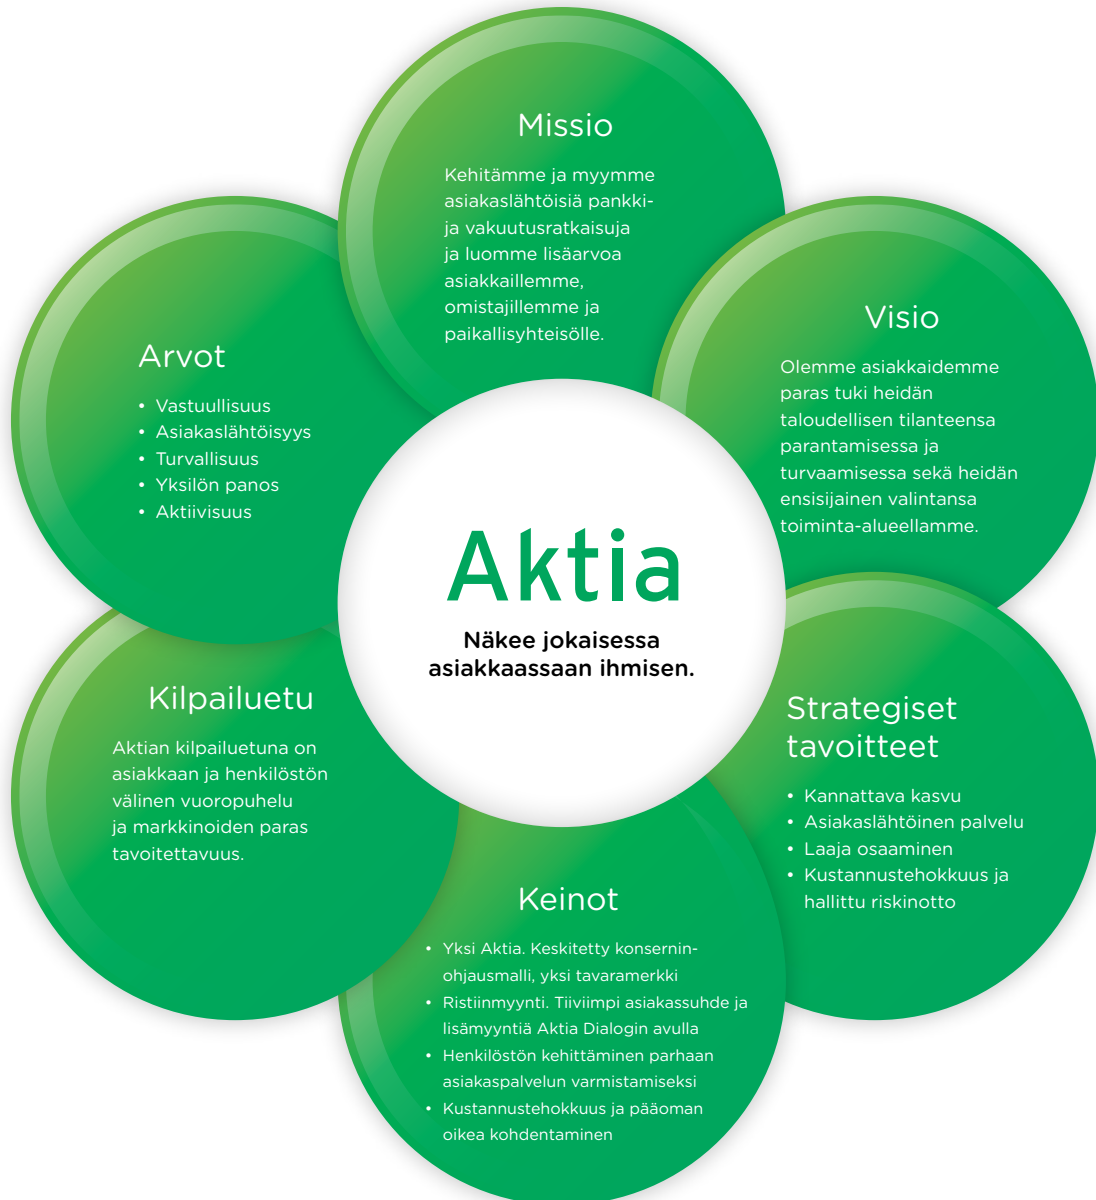 Missio
Kehitämme ja myymme
asiakaslähtöisiä pankki-
ja vakuutusratkaisuja
ja luomme lisäarvoa
asiakkaillemme,
omistajillemme ja
paikallisyhteisölle.
Visio
Olemme asiakkaidemme
paras tuki heidän
taloudellisen tilanteensa
parantamisessa ja
turvaamisessa sekä heidän
ensisijainen valintansa
toiminta-alueellamme.
Strategiset
tavoitteet
• Kannattava kasvu
• Asiakaslähtöinen palvelu
• Laaja osaaminen
• Kustannustehokkuus ja
hallittu riskinotto
Keinot
• Yksi Aktia. Keskitetty konsernin-
ohjausmalli, yksi tavaramerkki
• Ristiinmyynti. Tiiviimpi asiakassuhde ja
lisämyyntiä Aktia Dialogin avulla
• Henkilöstön kehittäminen parhaan
asiakaspalvelun varmistamiseksi
• Kustannustehokkuus ja pääoman
oikea kohdentaminen
Kilpailuetu
Aktian kilpailuetuna on
asiakkaan ja henkilöstön
välinen vuoropuhelu
ja markkinoiden paras
tavoitettavuus.
Arvot
• Vastuullisuus
• Asiakaslähtöisyys
• Turvallisuus
• Yksilön panos
• Aktiivisuus
Aktia
Näkee jokaisessa
asiakkaassaan ihmisen.